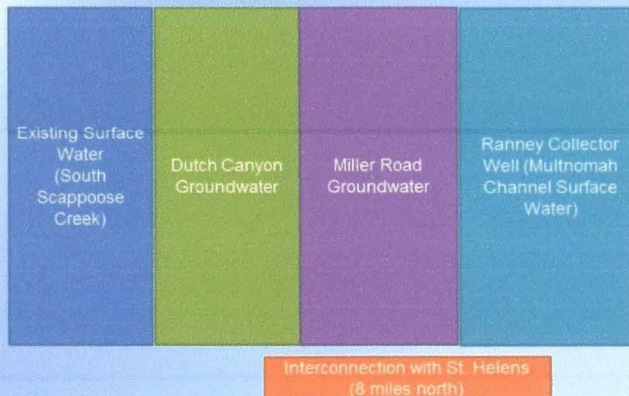 Existing Surface
Water
(South
Scappoose
Creek)
Dutch Canyon
Groundwater
Miller Road
Groundwater
Ranney Collector
Well (Multnomah
Channel Surface
Water)
Interconnection with St. Helens
(8 miles north)